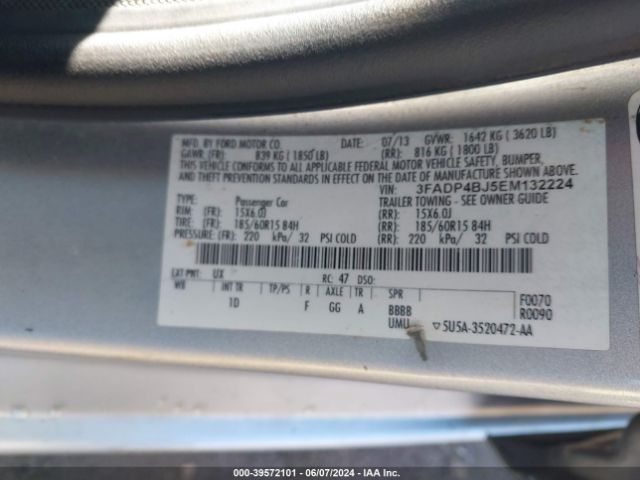 MFD. BY FORD MOTOR CO. DATE: 07/13 GVWR: 1642 KG ( 3620 LB)
GAWR: (FR): 839 KG ( 1850 LB) (RR): 816 KG ( 1800 LB)
THIS VEHICLE CONFORMS TO ALL APPLICABLE FEDERAL MOTOR VEHICLE SAFETY, BUMPER,
AND THEFT PREVENTION STANDARDS IN EFFECT ON THE DATE OF MANUFACTURE SHOWN ABOVE.
VIN: 3FADP4BJ5EM132224
TYPE: Passenger Car TRAILER TOWING - SEE OWNER GUIDE
RIM: (FR): 15X6.0J (RR): 15X6.0J
TIRE: (FR): 185/60R15 84H (RR): 185/60R15 84H
PRESSURE: (FR): 220 kPa/ 32 PSI COLD (RR): 220 kPa/ 32 PSI COLD
EXT PNT: UX RC: 47 DSO:
WB INT TR TP/PS R AXLE TR SPR F0070
1D F GG A BBBB R0090
UMU ▽5U5A-3520472-AA
000-39572101 - 06/07/2024 - IAA Inc.